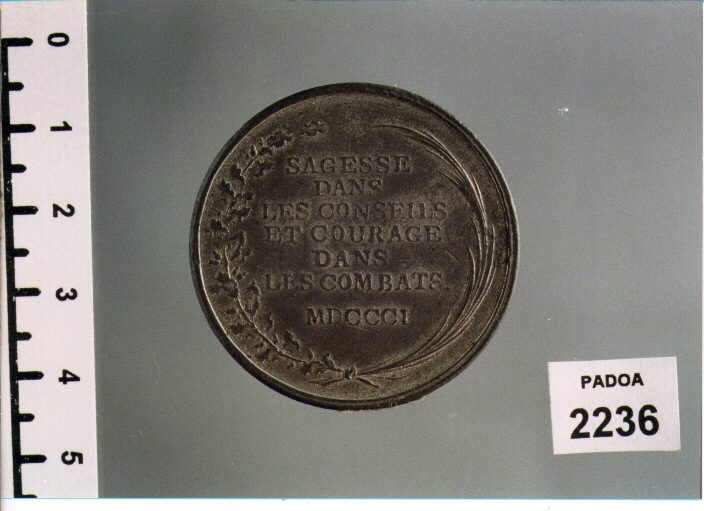 0
1
2
3
4
5
SAGESSE
DANS
LES CONSEILS
ET COURAGE
DANS
LES COMBATS.
MDCCCI
PADOA
2236